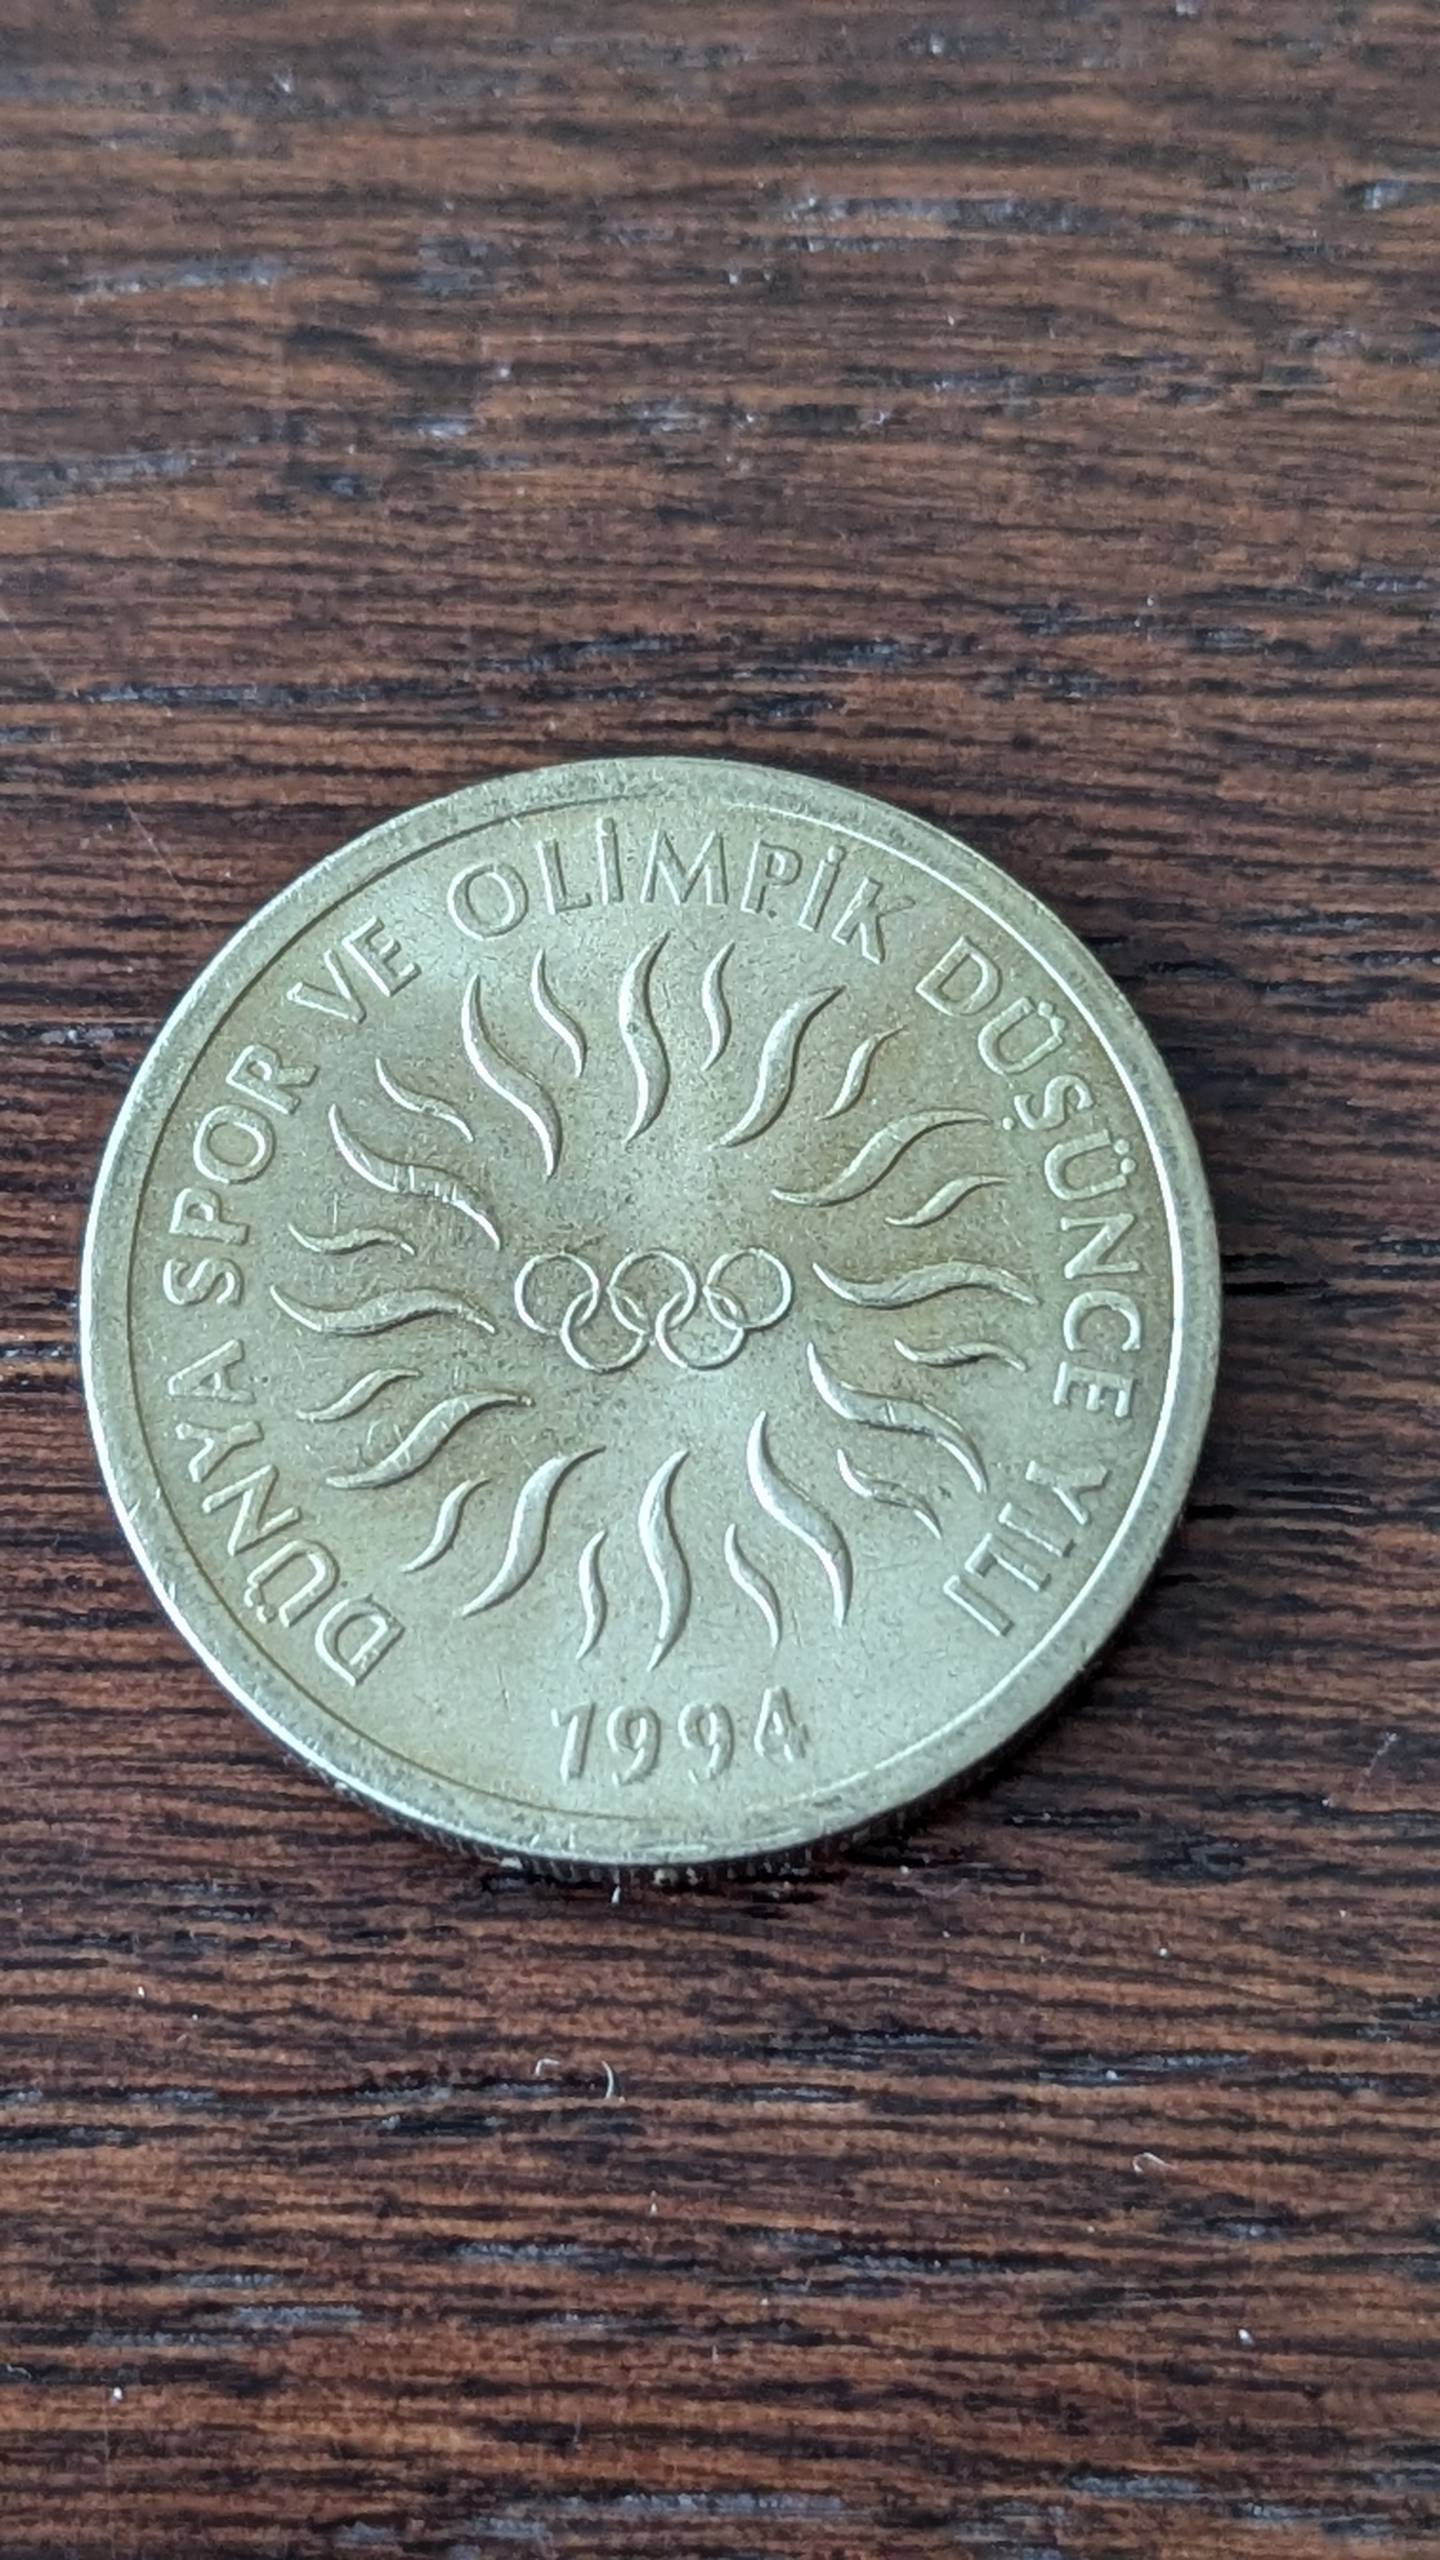 DÜNYA SPOR VE OLİMPİK DÜŞÜNCE YILI
1994